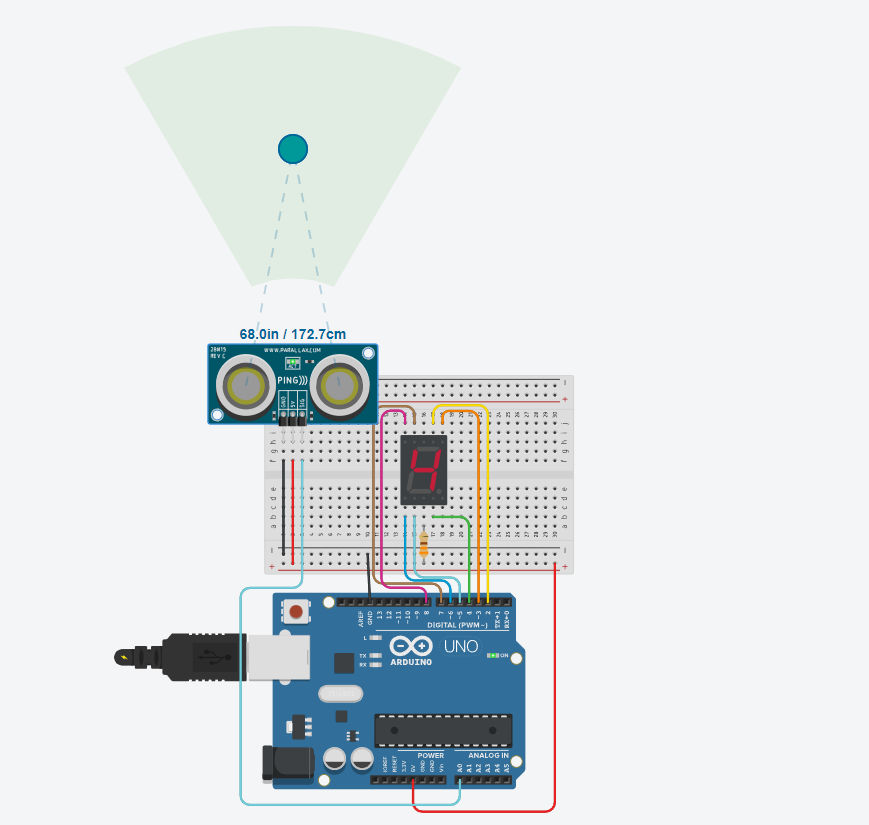 68.0in / 172.7cm
28015
REV C
WWW.PARALLAX.COM
ACT
PING)))
GND
5V
SIG
4
AREF
GND
13
12
~11
~10
~9
8
7
~6
~5
4
~3
2
TX→1
RX←0
DIGITAL (PWM ~)
L
TX
RX
ARDUINO
UNO
ON
POWER
ANALOG IN
IOREF
RESET
3.3V
5V
GND
GND
Vin
A0
A1
A2
A3
A4
A5